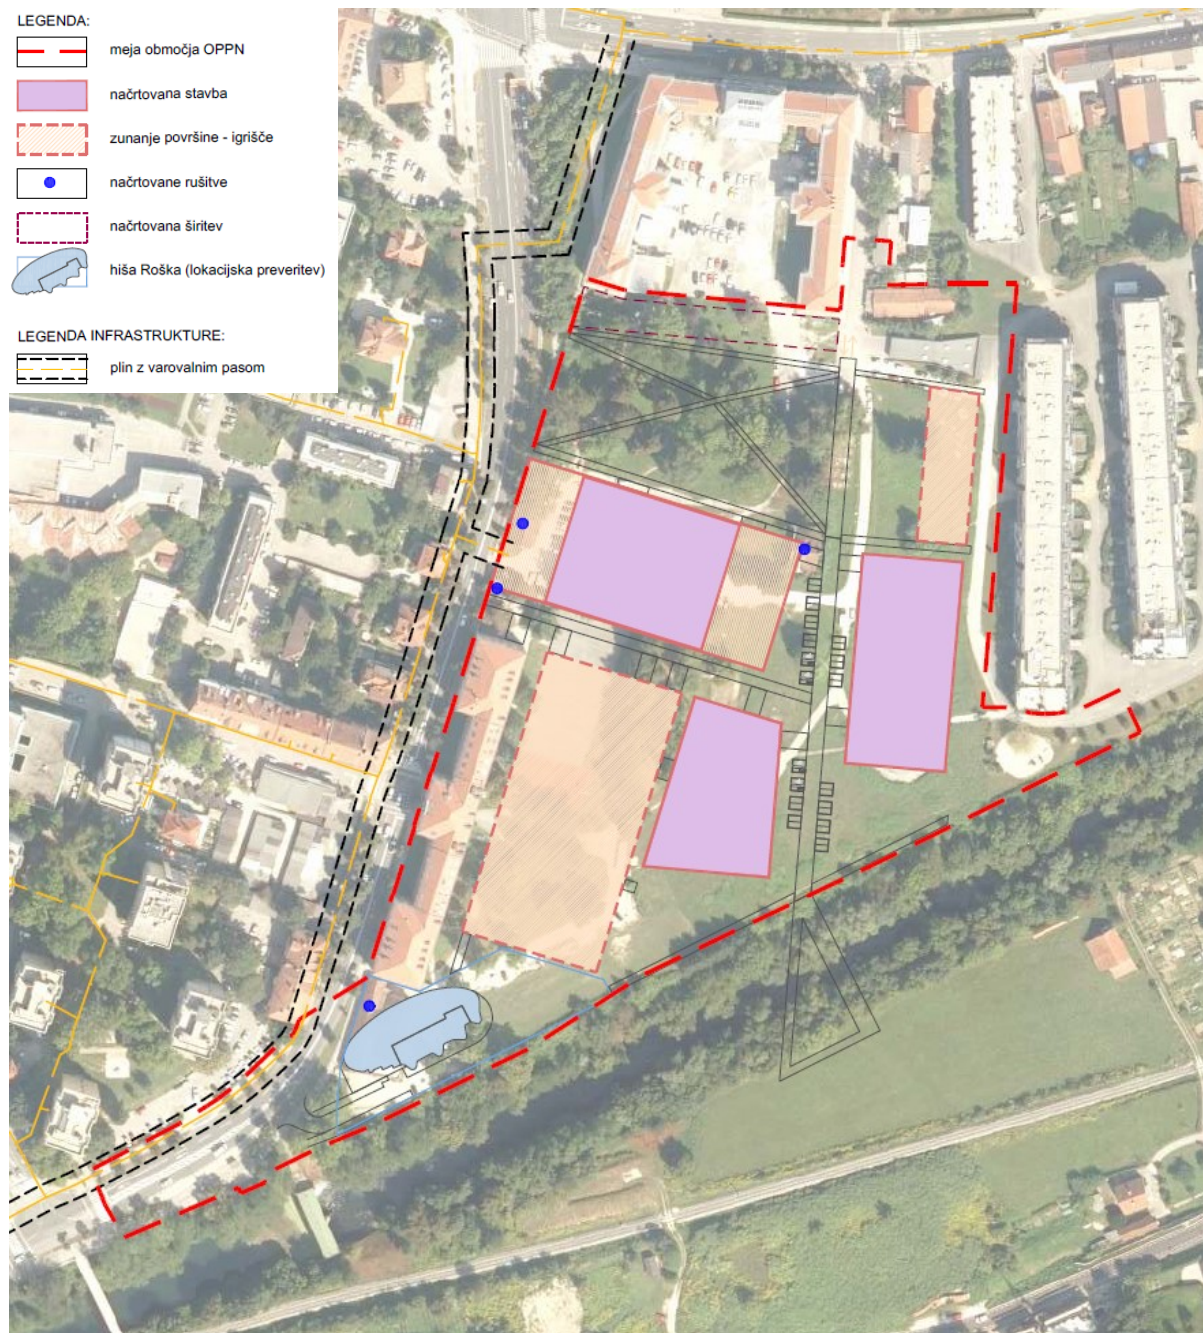 LEGENDA:
meja območja OPPN
načrtovana stavba
zunanje površine - igrišče
načrtovane rušitve
načrtovana širitev
hiša Roška (lokacijska preveritev)
LEGENDA INFRASTRUKTURE:
plin z varovalnim pasom